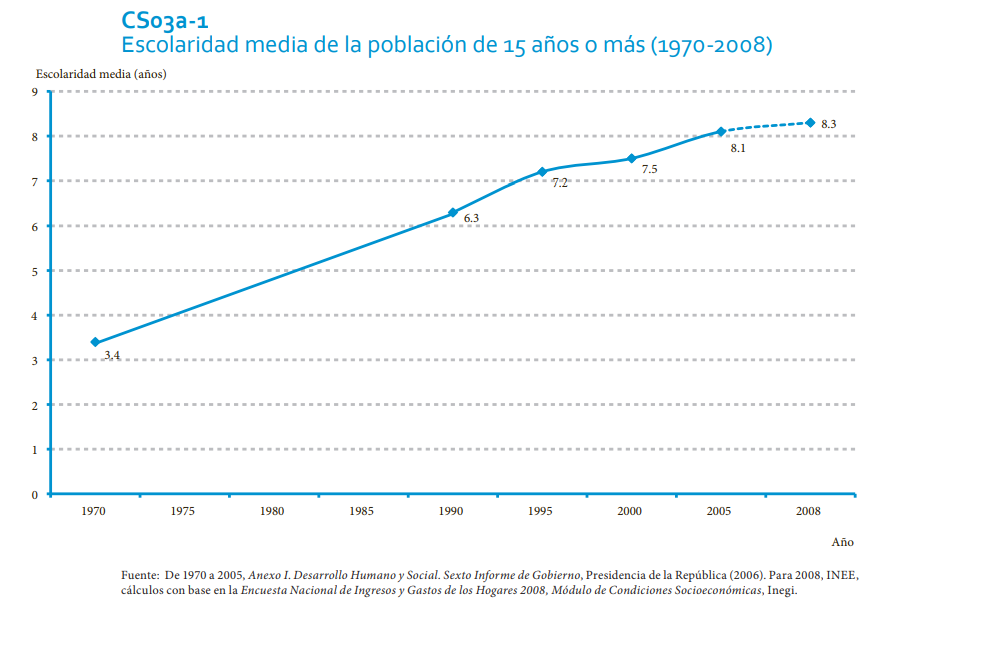 CS03a-1
Escolaridad media de la población de 15 años o más (1970-2008)
Escolaridad media (años)
9
8
7
6
5
4
3
2
1
0
3.4
6.3
7.2
7.5
8.1
8.3
1970 1975 1980 1985 1990 1995 2000 2005 2008
Año
Fuente: De 1970 a 2005, Anexo I. Desarrollo Humano y Social. Sexto Informe de Gobierno, Presidencia de la República (2006). Para 2008, INEE,
cálculos con base en la Encuesta Nacional de Ingresos y Gastos de los Hogares 2008, Módulo de Condiciones Socioeconómicas, Inegi.